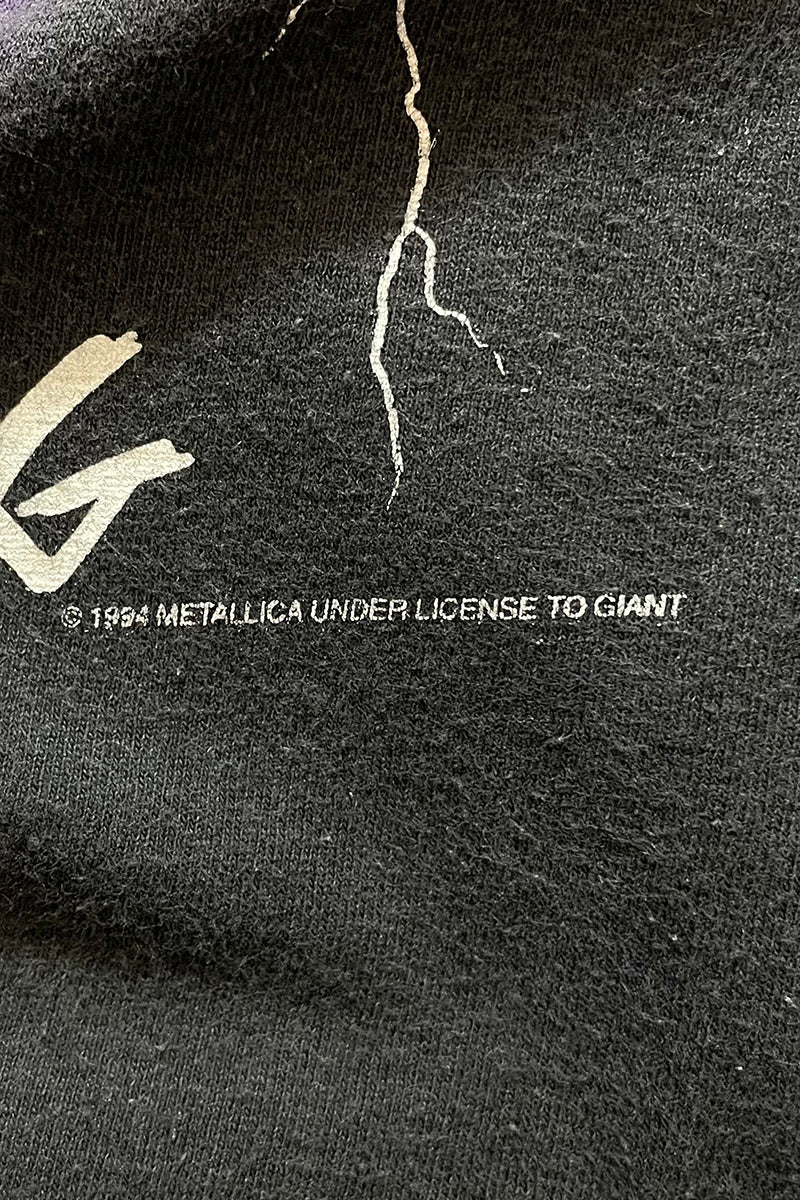 G
© 1994 METALLICA UNDER LICENSE TO GIANT